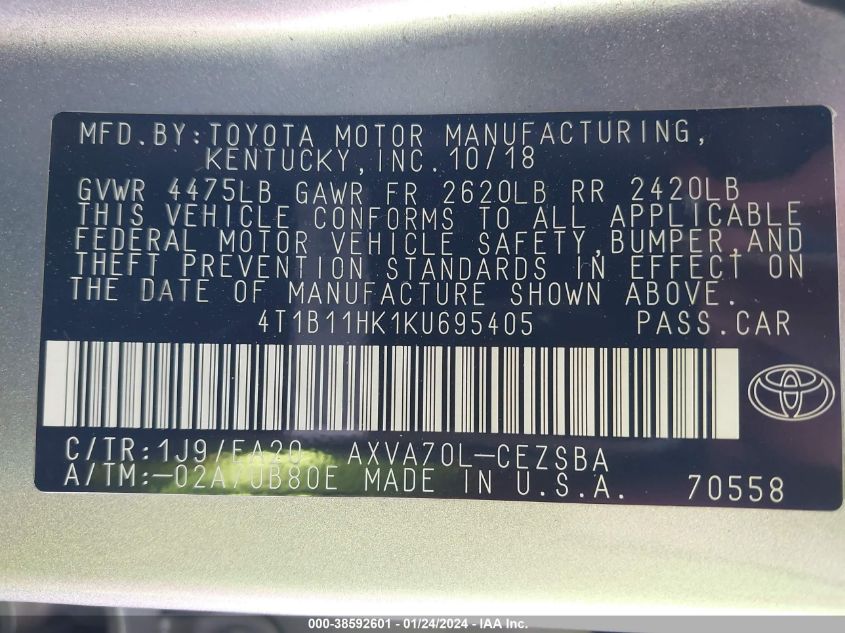 MFD.BY:TOYOTA MOTOR MANUFACTURING,
KENTUCKY,INC. 10/18
GVWR 4475LB GAWR FR 2620LB RR 2420LB
THIS VEHICLE CONFORMS TO ALL APPLICABLE
FEDERAL MOTOR VEHICLE SAFETY,BUMPER,AND
THEFT PREVENTION STANDARDS IN EFFECT ON
THE DATE OF MANUFACTURE SHOWN ABOVE.
4T1B11HK1KU695405 PASS.CAR
C/TR:1J9/FA20 AXVA70L-CEZSBA
A/TM:-02A/UB80E MADE IN U.S.A. 70558
000-38592601 - 01/24/2024 - IAA Inc.